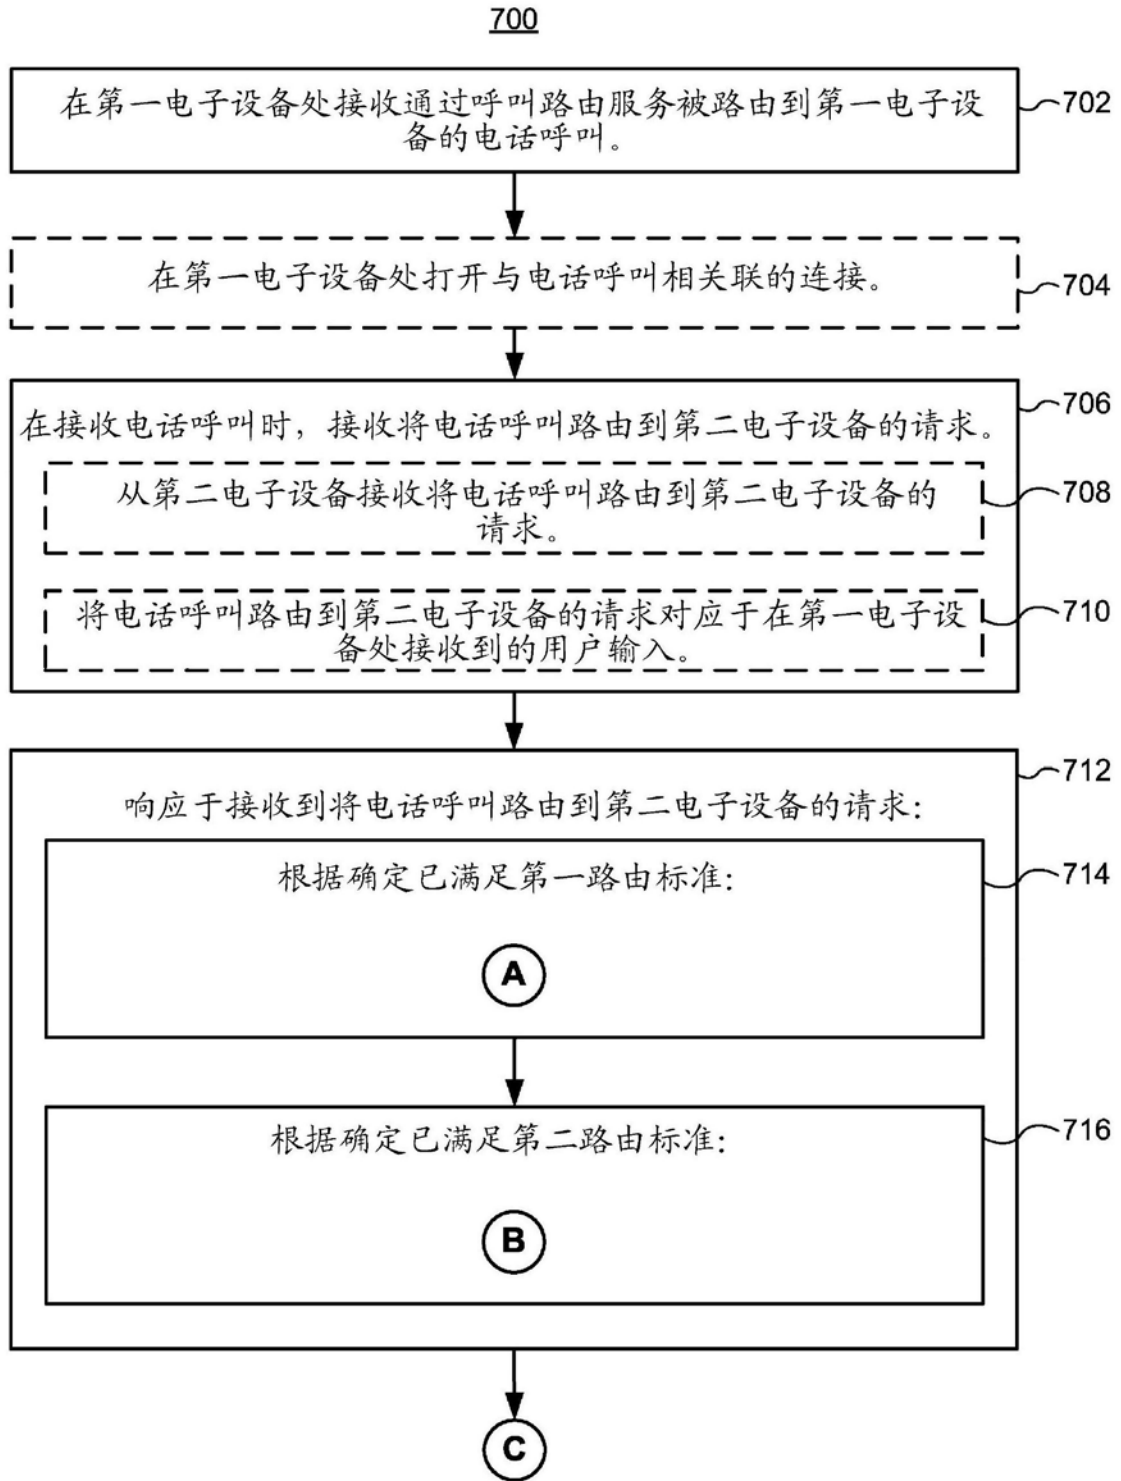 700
在第一电子设备处接收通过呼叫路由服务被路由到第一电子设
备的电话呼叫。
702
在第一电子设备处打开与电话呼叫相关联的连接。
704
在接收电话呼叫时，接收将电话呼叫路由到第二电子设备的请求。
706
从第二电子设备接收将电话呼叫路由到第二电子设备的
请求。
708
将电话呼叫路由到第二电子设备的请求对应于在第一电子设
备处接收到的用户输入。
710
响应于接收到将电话呼叫路由到第二电子设备的请求：
712
根据确定已满足第一路由标准：
714
A
根据确定已满足第二路由标准：
716
B
C